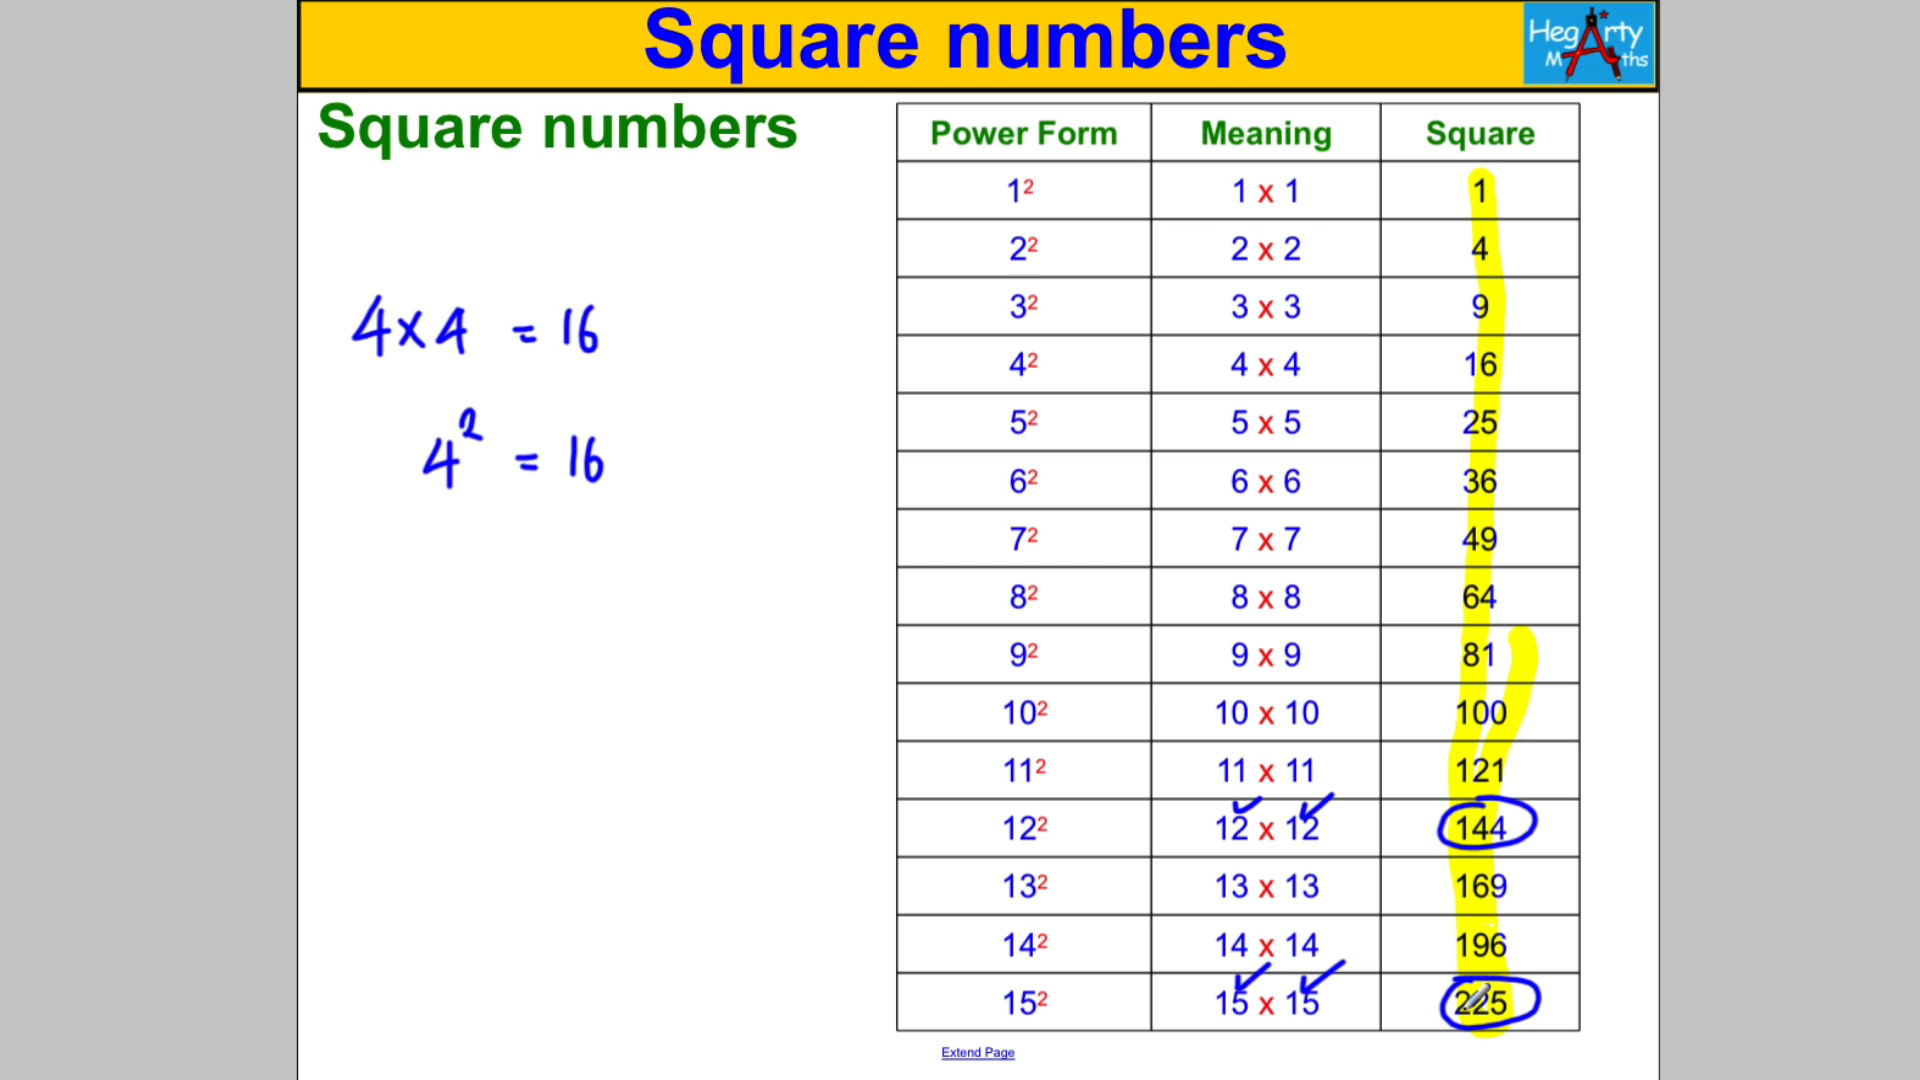 Square numbers
HegArty
MAths
Square numbers
4 x 4 = 16
4² = 16
Power Form Meaning Square
1² 1 x 1 1
2² 2 x 2 4
3² 3 x 3 9
4² 4 x 4 16
5² 5 x 5 25
6² 6 x 6 36
7² 7 x 7 49
8² 8 x 8 64
9² 9 x 9 81
10² 10 x 10 100
11² 11 x 11 121
12² 12 x 12 144
13² 13 x 13 169
14² 14 x 14 196
15² 15 x 15 225
Extend Page